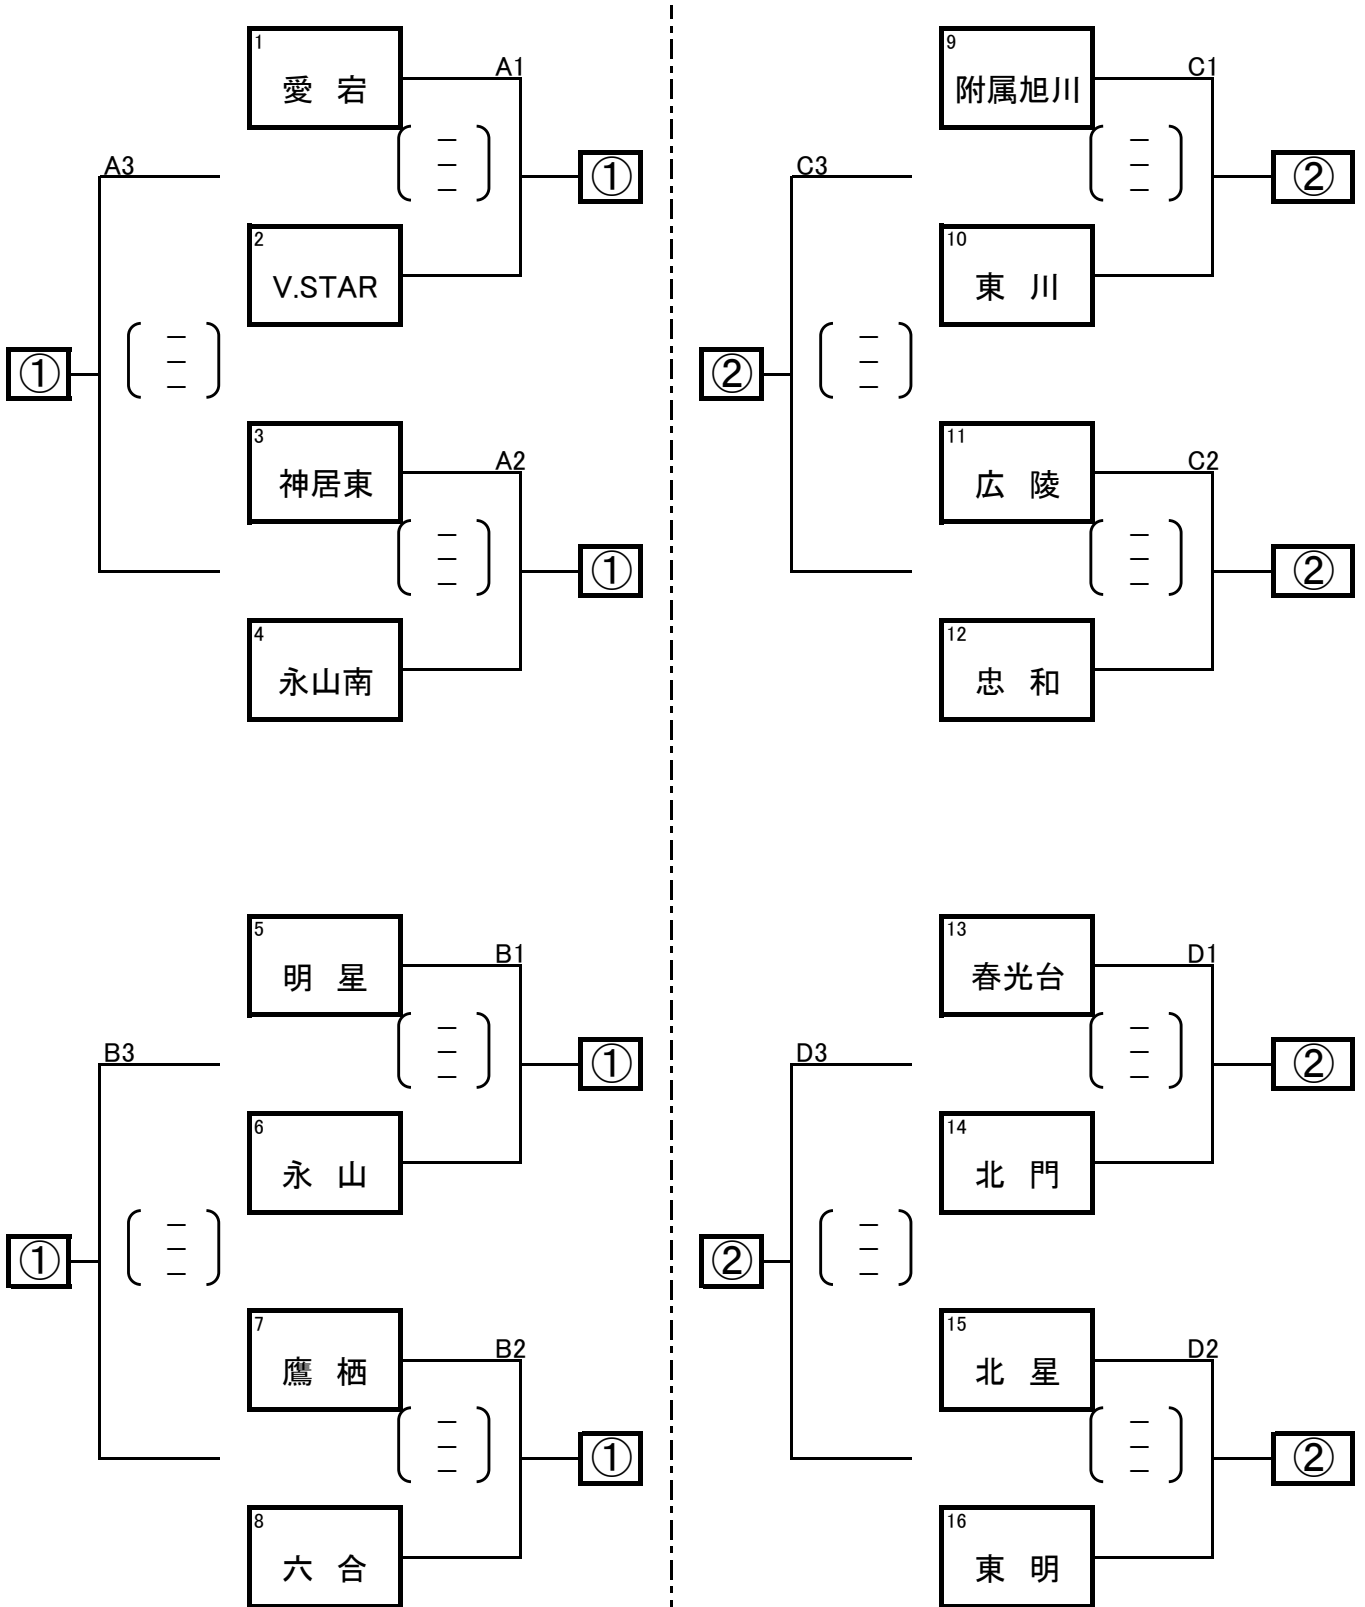 1
愛 宕
A1
A3
①
2
V.STAR
①
3
神居東
A2
①
4
永山南
5
明 星
B1
B3
①
6
永 山
①
7
鷹 栖
B2
①
8
六 合
9
附属旭川
C1
C3
②
10
東 川
②
11
広 陵
C2
②
12
忠 和
13
春光台
D1
D3
②
14
北 門
②
15
北 星
D2
②
16
東 明